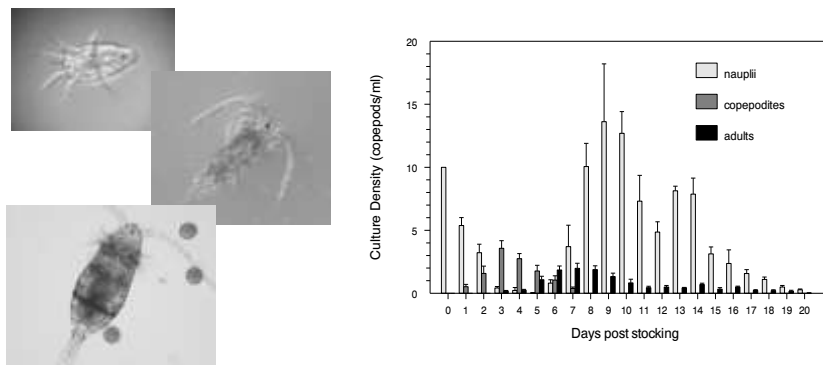 20
15
10
5
0
Culture Density (copepods/ml)
nauplii
copepodites
adults
0 1 2 3 4 5 6 7 8 9 10 11 12 13 14 15 16 17 18 19 20
Days post stocking